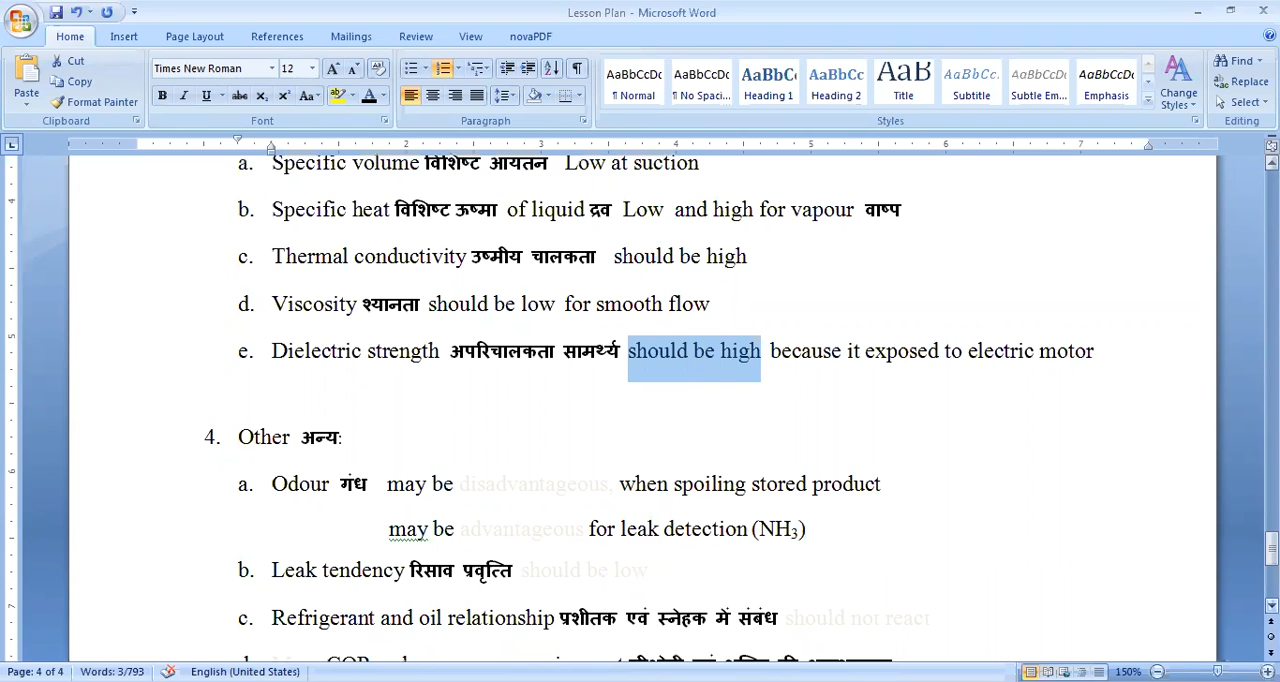 Lesson Plan - Microsoft Word
Home Insert Page Layout References Mailings Review View novaPDF
Paste Cut Copy Format Painter Clipboard
Times New Roman 12 Font
Paragraph
AaBbCcDc ¶ Normal AaBbCcDc ¶ No Spaci... AaBbC Heading 1 AaBbCc Heading 2 AaB Title AaBbCc. Subtitle AaBbCcDc Subtle Em... AaBbCcDc Emphasis Change Styles Styles
Find Replace Select Editing
2 3 4 5 6 7
a. Specific volume विशिष्ट आयतन Low at suction
b. Specific heat विशिष्ट ऊष्मा of liquid द्रव Low and high for vapour वाष्प
c. Thermal conductivity उष्मीय चालकता should be high
d. Viscosity श्यानता should be low for smooth flow
e. Dielectric strength अपरिचालकता सामर्थ्य should be high because it exposed to electric motor
4. Other अन्य:
a. Odour गंध may be disadvantageous, when spoiling stored product
may be advantageous for leak detection (NH₃)
b. Leak tendency रिसाव प्रवृत्ति should be low
c. Refrigerant and oil relationship प्रशीतक एवं स्नेहक में संबंध should not react
Page: 4 of 4 Words: 3/793 English (United States) 150%